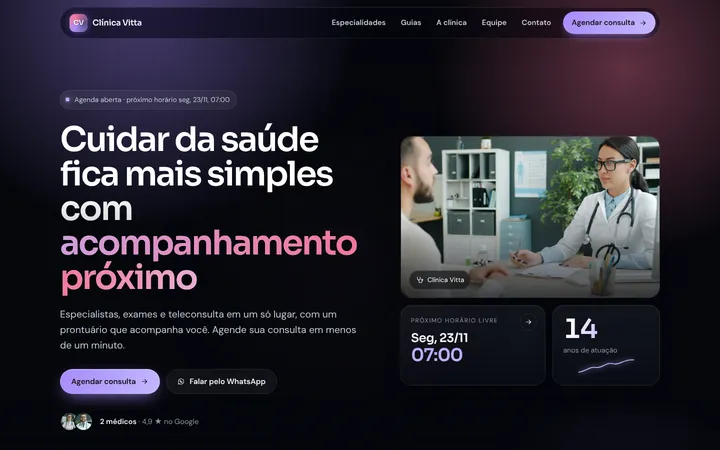 CV Clínica Vitta
Especialidades Guias A clínica Equipe Contato Agendar consulta →
Agenda aberta · próximo horário seg, 23/11, 07:00
Cuidar da saúde
fica mais simples
com
acompanhamento
próximo
Especialistas, exames e teleconsulta em um só lugar, com um
prontuário que acompanha você. Agende sua consulta em menos
de um minuto.
Agendar consulta →
Falar pelo WhatsApp
2 médicos · 4,9 ★ no Google
Clínica Vitta
PRÓXIMO HORÁRIO LIVRE →
Seg, 23/11
07:00
14
anos de atuação